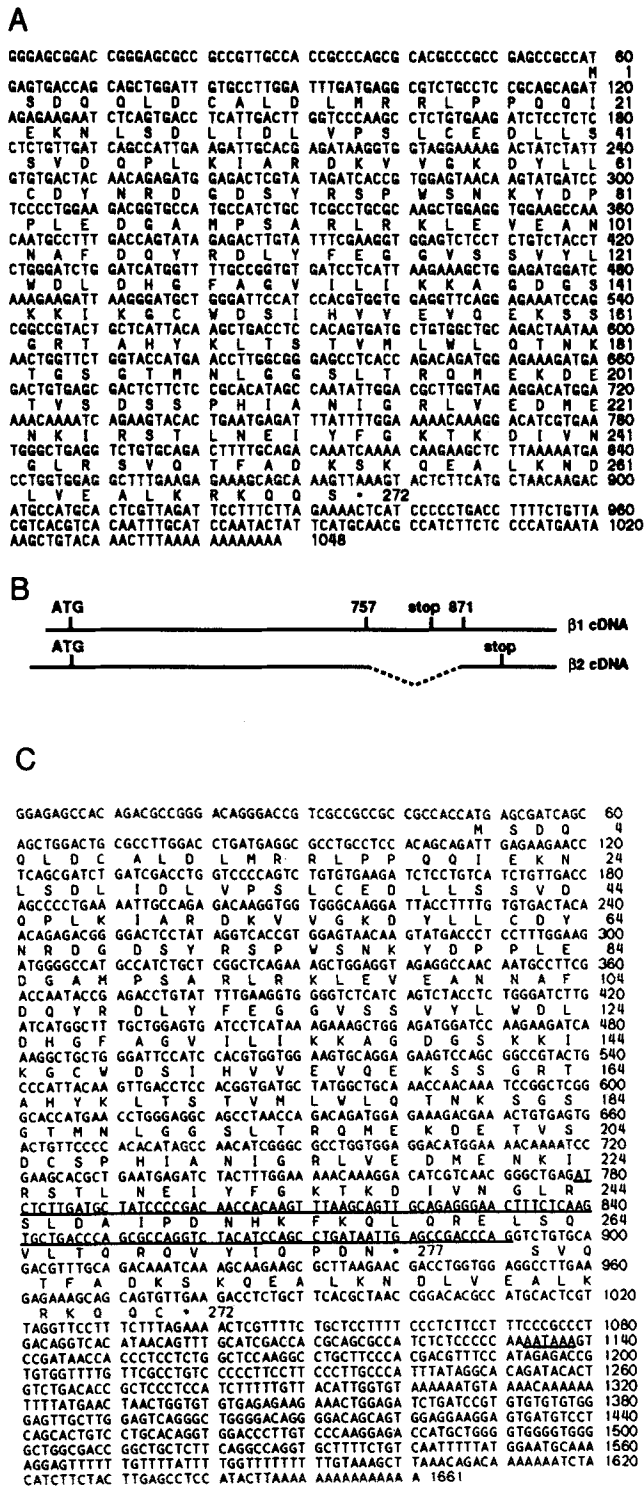 A
GGGAGCGGAC CGGGAGCGCC GCCGTTGCCA CCGCCCAGCG CACGCCCGCC GAGCCGCCAT 60
M 1
GAGTGACCAG CAGCTGGATT GTGCCTTGGA TTTGATGAGG CGTCTGCCTC CGCAGCAGAT 120
S D Q Q L D C A L D L M R R L P P Q Q I 21
AGAGAAGAAT CTCAGTGACC TCATTGACTT GGTCCCAAGC CTCTGTGAAG ATCTCCTCTC 180
E K N L S D L I D L V P S L C E D L L S 41
CTCTGTTGAT CAGCCATTGA AGATTGCACG AGATAAGGTG GTAGGAAAAG ACTATCTATT 240
S V D Q P L K I A R D K V V G K D Y L L 61
GTGTGACTAC AACAGAGATG GAGACTCGTA TAGATCACCG TGGAGTAACA AGTATGATCC 300
C D Y N R D G D S Y R S P W S N K Y D P 81
TCCCCTGGAA GACGGTGCCA TGCCATCTGC TCGCCTGCGC AAGCTGGAGG TGGAAGCCAA 360
P L E D G A M P S A R L R K L E V E A N 101
CAATGCCTTT GACCAGTATA GAGACTTGTA TTTCGAAGGT GGAGTCTCCT CTGTCTACCT 420
N A F D Q Y R D L Y F E G G V S S V Y L 121
CTGGGATCTG GATCATGGTT TTGCCGGTGT GATCCTCATT AAGAAAGCTG GAGATGGATC 480
W D L D H G F A G V I L I K K A G D G S 141
AAAGAAGATT AAGGGATGCT GGGATTCCAT CCACGTGGTG GAGGTTCAGG AGAAATCCAG 540
K K I K G C W D S I H V V E V Q E K S S 161
CGGCCGTACT GCTCATTACA AGCTGACCTC CACAGTGATG CTGTGGCTGC AGACTAATAA 600
G R T A H Y K L T S T V M L W L Q T N K 181
AACTGGTTCT GGTACCATGA ACCTTGGCGG GAGCCTCACC AGACAGATGG AGAAAGATGA 660
T G S G T M N L G G S L T R Q M E K D E 201
GACTGTGAGC GACTCTTCTC CGCACATAGC CAATATTGGA CGCTTGGTAG AGGACATGGA 720
T V S D S S P H I A N I G R L V E D M E 221
AAACAAAATC AGAAGTACAC TGAATGAGAT TTATTTTGGA AAAACAAAGG ACATCGTGAA 780
N K I R S T L N E I Y F G K T K D I V N 241
TGGGCTGAGG TCTGTGCAGA CTTTTGCAGA CAAATCAAAA CAAGAAGCTC TTAAAAATGA 840
G L R S V Q T F A D K S K Q E A L K N D 261
CCTGGTGGAG GCTTTGAAGA GAAAGCAGCA AAGTTAAAGT ACTCTTCATG CTAACAAGAC 900
L V E A L K R K Q Q S * 272
ATGCCATGCA CTCGTTAGAT TCCTTTCTTA GAAAACTCAT CCCCCCTGACC TTTTCTGTTA 960
CGTCACGTCA CAATTTGCAT CCAATACTAT TCATGCAACG CCATCTTCTC CCCATGAATA 1020
AAGCTGTACA AACTTTAAAA AAAAAAAAA 1048
B
ATG 757 stop 871
β1 cDNA
ATG stop
β2 cDNA
C
GGAGAGCCAC AGACGCCGGG ACAGGGACCG TCGCCGCCGC CGCCACCATG AGCGATCAGC 60
M S D Q 4
AGCTGGACTG CGCCTTGGACC TGATGAGGC GCCTGCCTCC ACAGCAGATT GAGAAGAACC 120
Q L D C A L D L M R R L P P Q Q I E K N 24
TCAGCGATCT GATCGACCTG GTCCCCAGTC TGTGTGAAGA TCTCCTGTCA TCTGTTGACC 180
L S D L I D L V P S L C E D L L S S V D 44
AGCCCCTGAA AATTGCCAGA GACAAGGTGG TGGGCAAGGA TTACCTTTTG TGTGACTACA 240
Q P L K I A R D K V V G K D Y L L C D Y 64
ACAGAGACGG GGACTCCTAT AGGTCACCGT GGAGTAACAA GTATGACCCT CCTTTGGAAG 300
N R D G D S Y R S P W S N K Y D P P L E 84
ATGGGGCCAT GCCATCTGCT CGGCTCAGAA AGCTGGAGGT AGAGGCCAAC AATGCCTTCG 360
D G A M P S A R L R K L E V E A N N A F 104
ACCAATACCG AGACCTGTAT TTTGAAGGTG GGGTCTCATC AGTCTACCTC TGGGATCTTG 420
D Q Y R D L Y F E G G V S S V Y L W D L 124
ATCATGGCTT TGCTGGAGTG ATCCTCATAA AGAAAGCTGG AGATGGATCC AAGAAGATCA 480
D H G F A G V I L I K K A G D G S K K I 144
AAGGCTGCTG GGATTCCATC CACGTGGTGG AAGTGCAGGA GAAGTCCAGC GGCCGTACTG 540
K G C W D S I H V V E V Q E K S S G R T 164
CCCATTACAA GTTGACCTCC ACGGTGATGC TATGGCTGCA AACCAACAAA TCCGGCTCGG 600
A H Y K L T S T V M L W L Q T N K S G S 184
GCACCATGAA CCTGGGAGGC AGCCTAACCA GACAGATGGA GAAAGACGAA ACTGTGAGTG 660
G T M N L G G S L T R Q M E K D E T V S 204
ACTGTTCCCC ACACATAGCC AACATCGGGC GCCTGGTGGA GGACATGGAA AACAAAATCC 720
D C S P H I A N I G R L V E D M E N K I 224
GAAGCACGCT GAATGAGATC TACTTTGGAA AAACAAAGGA CATCGTCAAC GGGCTGAGAT 780
R S T L N E I Y F G K T K D I V N G L R 244
CTCTTGATGC TATCCCCGAC AACCACAAGT TTAAGCAGTT GCAGAGGGAA CTTTCTCAAG 840
S L D A I P D N H K F K Q L Q R E L S Q 264
TGCTGACCCA GCGCCAGGTC TACATCCAGC CTGATAATTG AGCCGACCCA GGTCTGTGCA 900
V L T Q R Q V Y I Q P D N * 277 S V Q
GACGTTTGCA GACAAATCAA AGCAAGAAGC GCTTAAGAAC GACCTGGTGG AGGCCTTGAA 960
T F A D K S K Q E A L K N D L V E A L K
GAGAAAGCAG CAGTGTTGAA GACCTCTGCT TCACGCTAAC CGGACACGCC ATGCACTCGT 1020
R K Q Q C * 272
TAGGTTCCTT TCTTTAGAAA ACTCGTTTTC TGCTCCTTTT TCCCTCTTCCT TTCCCGCCCT 1080
GACAGGTCAC ATAACAGTTT GCATCGACCA CGCAGCGCCA TCTCTCCCCC AAAATAAAGT 1140
CCGATAACCA CCCTCCTCTG GCTCCAAGGC CTGCTTCCCA CGACGTTTCC ATAGAGACCG 1200
TGTGGTTTTG TTCGCCTGTC CCCCTTCCTT CCCTTGCCCA TTTATAGGCA CAGATACACT 1260
GTCTGACACC GCTCCCTCCA TCTTTTTGTT ACATTGGTGT AAAAAATGTA AAACAAAAAA 1320
TTTTATGAAC TAACTGGTGT GTGAGAGAAG AAACTGGAGA TCTGATCCGT GTGTGTGTGG 1380
GAGTTGCTTG GAGTCAGGGC TGGGGACAGG GGACAGCAGT GGAGGAAGGA GTGATGTCCT 1440
CAGCACTGTC CTGCACAGGT GGACCCTTGT CCCAAGGAGA CCATGCTGGG GTGGGGTGGG 1500
GCTGGCGACC GGCTGCTCTT CAGGCCAGGT GCTTTTCTGT CAATTTTTAT GGAATGCAAA 1560
AGGAGTTTTT TGTTTTATTT TGGTTTTTTT TTGTAAAGCTT TAAACAGACA AAAAAATCTA 1620
CATCTTCTAC TTGAGCCTCC ATACTTAAAA AAAAAAAAAA A 1661